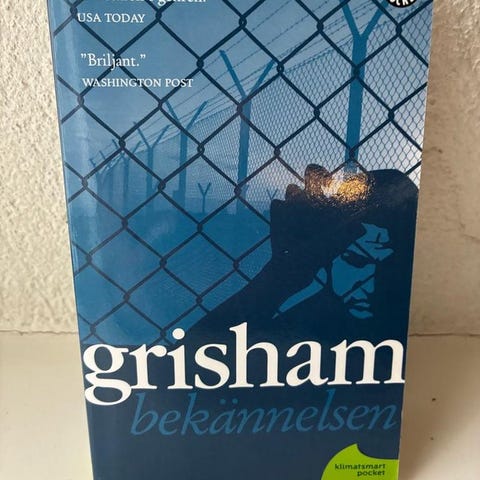 USA TODAY
”Briljant.”
WASHINGTON POST
grisham
bekännelsen
klimatsmart
pocket